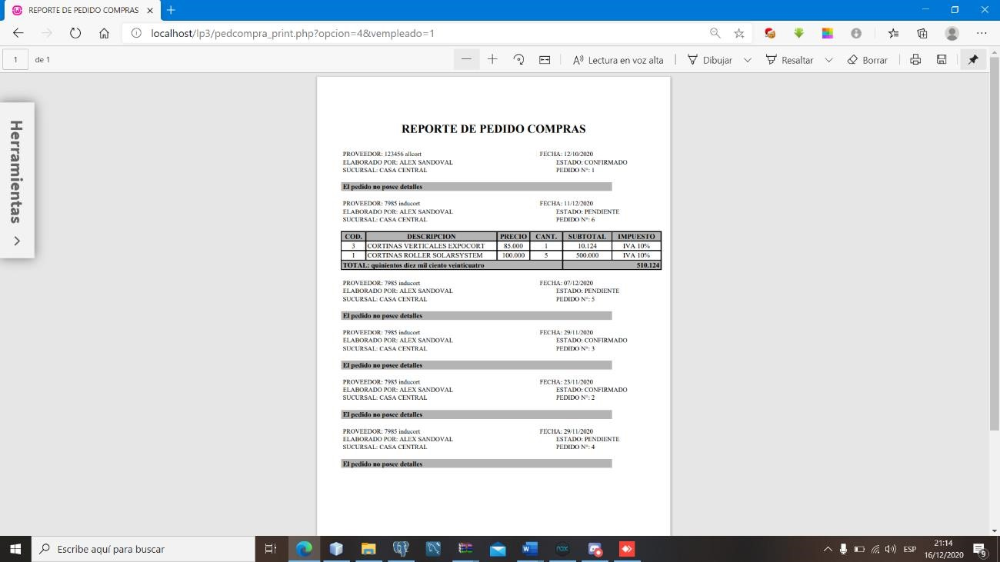 REPORTE DE PEDIDO COMPRAS
localhost/lp3/pedcompra_print.php?opcion=4&vempleado=1
1 de 1 Lectura en voz alta Dibujar Resaltar Borrar
Herramientas
REPORTE DE PEDIDO COMPRAS
PROVEEDOR: 123456 allcort FECHA: 12/10/2020
ELABORADO POR: ALEX SANDOVAL ESTADO: CONFIRMADO
SUCURSAL: CASA CENTRAL PEDIDO N°: 1
El pedido no posee detalles
PROVEEDOR: 7985 inducort FECHA: 11/12/2020
ELABORADO POR: ALEX SANDOVAL ESTADO: PENDIENTE
SUCURSAL: CASA CENTRAL PEDIDO N°: 6
COD. DESCRIPCION PRECIO CANT. SUBTOTAL IMPUESTO
3 CORTINAS VERTICALES EXPOCORT 85.000 1 10.124 IVA 10%
1 CORTINAS ROLLER SOLARSYSTEM 100.000 5 500.000 IVA 10%
TOTAL: quinientos diez mil ciento veinticuatro 510.124
PROVEEDOR: 7985 inducort FECHA: 07/12/2020
ELABORADO POR: ALEX SANDOVAL ESTADO: PENDIENTE
SUCURSAL: CASA CENTRAL PEDIDO N°: 5
El pedido no posee detalles
PROVEEDOR: 7985 inducort FECHA: 29/11/2020
ELABORADO POR: ALEX SANDOVAL ESTADO: CONFIRMADO
SUCURSAL: CASA CENTRAL PEDIDO N°: 3
El pedido no posee detalles
PROVEEDOR: 7985 inducort FECHA: 23/11/2020
ELABORADO POR: ALEX SANDOVAL ESTADO: CONFIRMADO
SUCURSAL: CASA CENTRAL PEDIDO N°: 2
El pedido no posee detalles
PROVEEDOR: 7985 inducort FECHA: 29/11/2020
ELABORADO POR: ALEX SANDOVAL ESTADO: PENDIENTE
SUCURSAL: CASA CENTRAL PEDIDO N°: 4
El pedido no posee detalles
Escribe aquí para buscar
nox
ESP
21:14
16/12/2020
9